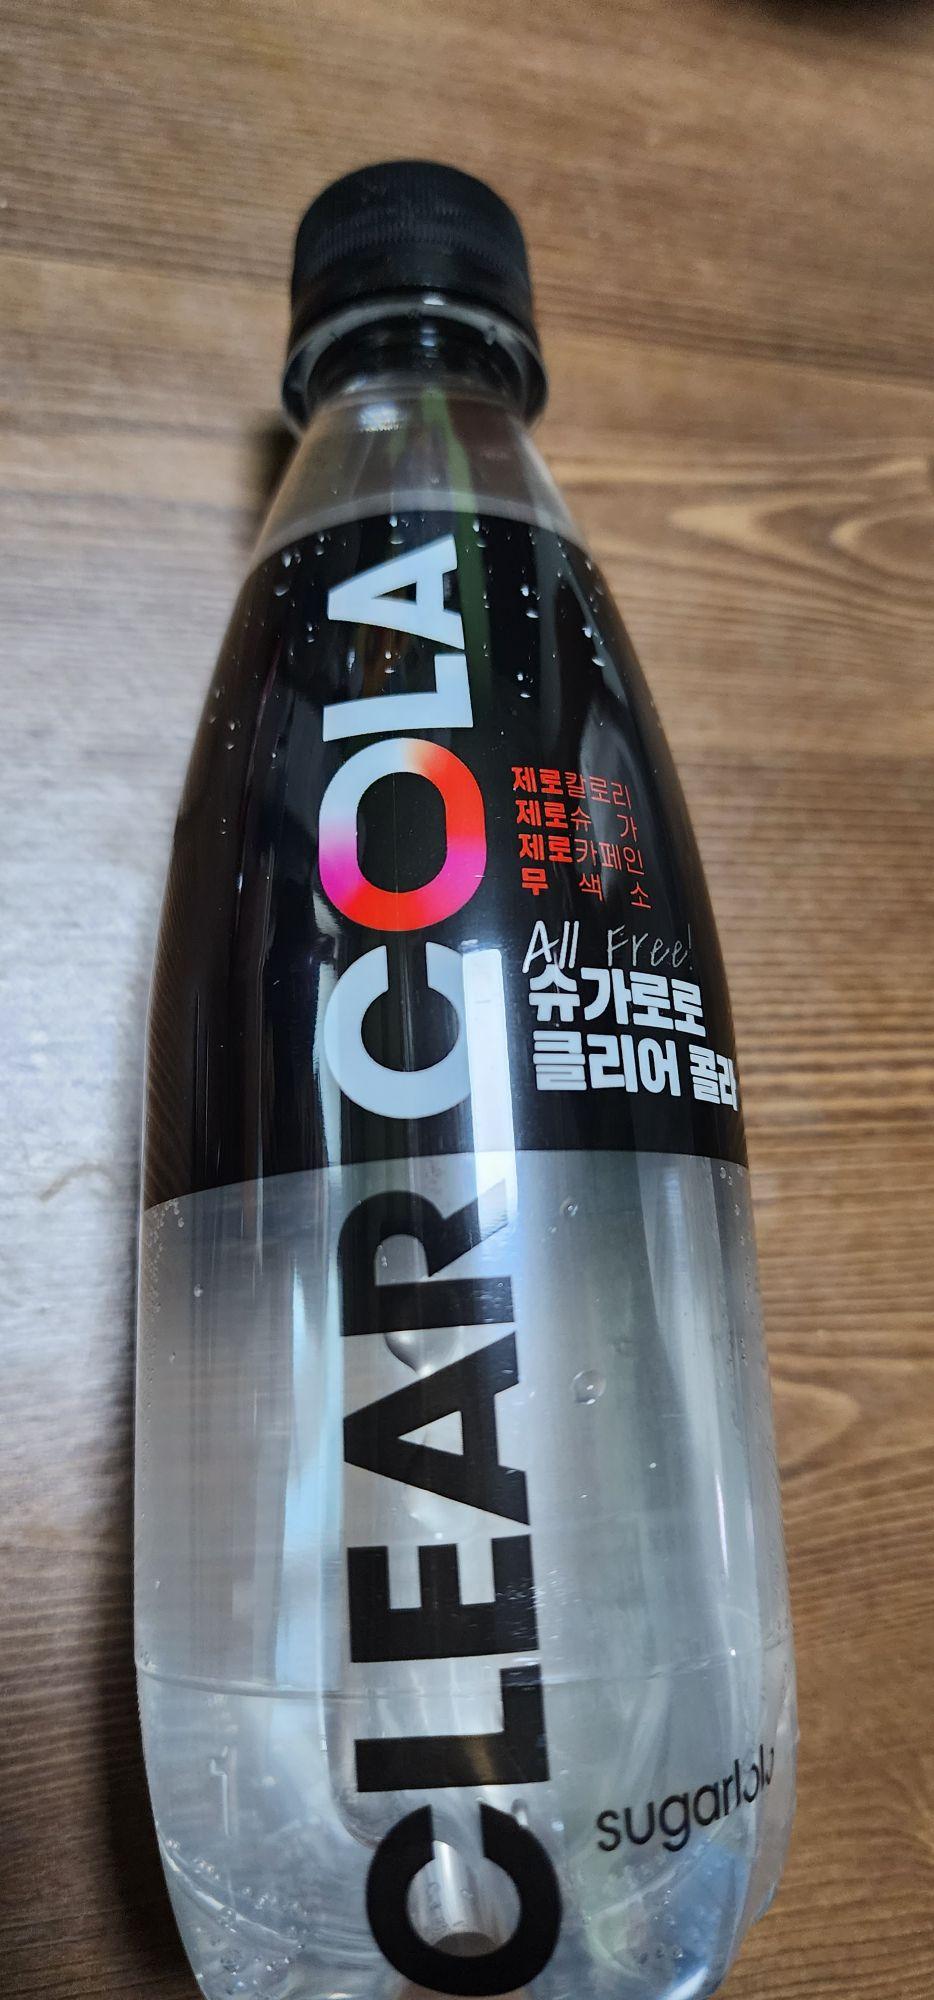 CLEAR COLA
제로칼로리
제로슈 가
제로카페인
무 색 소
All Free!
슈가로로
클리어 콜라
sugarlolo